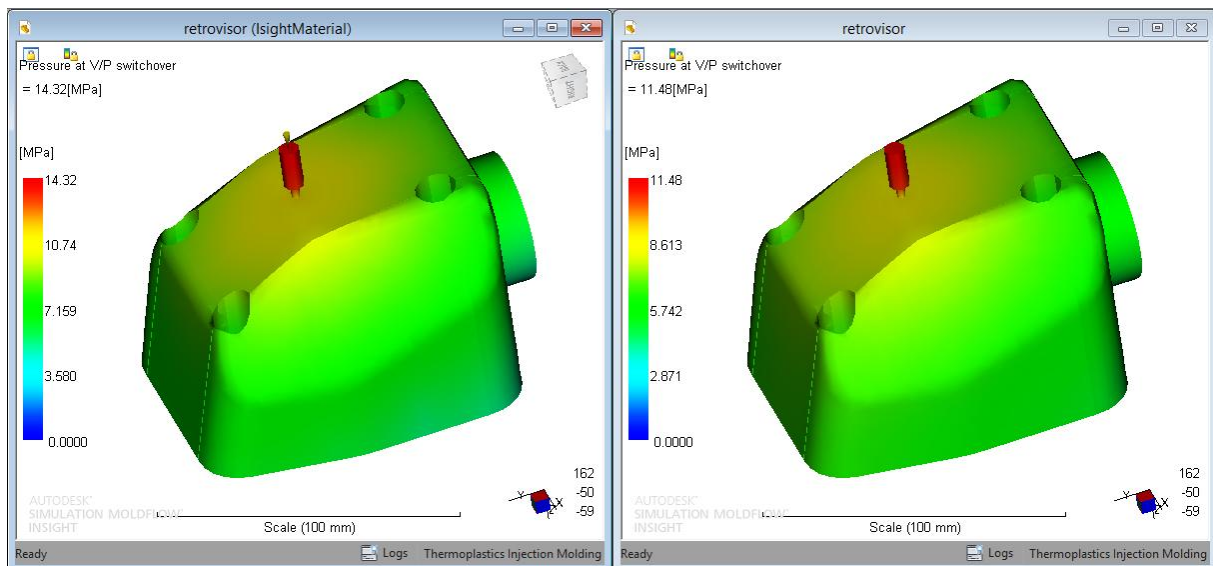 retrovisor (IsightMaterial)
Pressure at V/P switchover
= 14.32[MPa]
[MPa]
14.32
10.74
7.159
3.580
0.0000
162
-50
-59
Y
X
Z
AUTODESK®
SIMULATION MOLDFLOW®
INSIGHT
Scale (100 mm)
Ready
Logs
Thermoplastics Injection Molding
retrovisor
Pressure at V/P switchover
= 11.48[MPa]
[MPa]
11.48
8.613
5.742
2.871
0.0000
162
-50
-59
Y
X
Z
AUTODESK®
SIMULATION MOLDFLOW®
INSIGHT
Scale (100 mm)
Ready
Logs
Thermoplastics Injection Molding